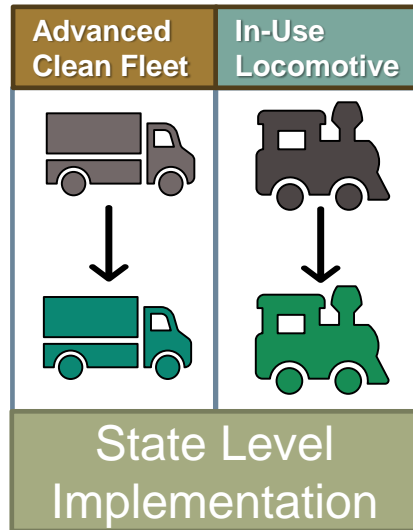 Advanced
Clean Fleet
In-Use
Locomotive
State Level
Implementation